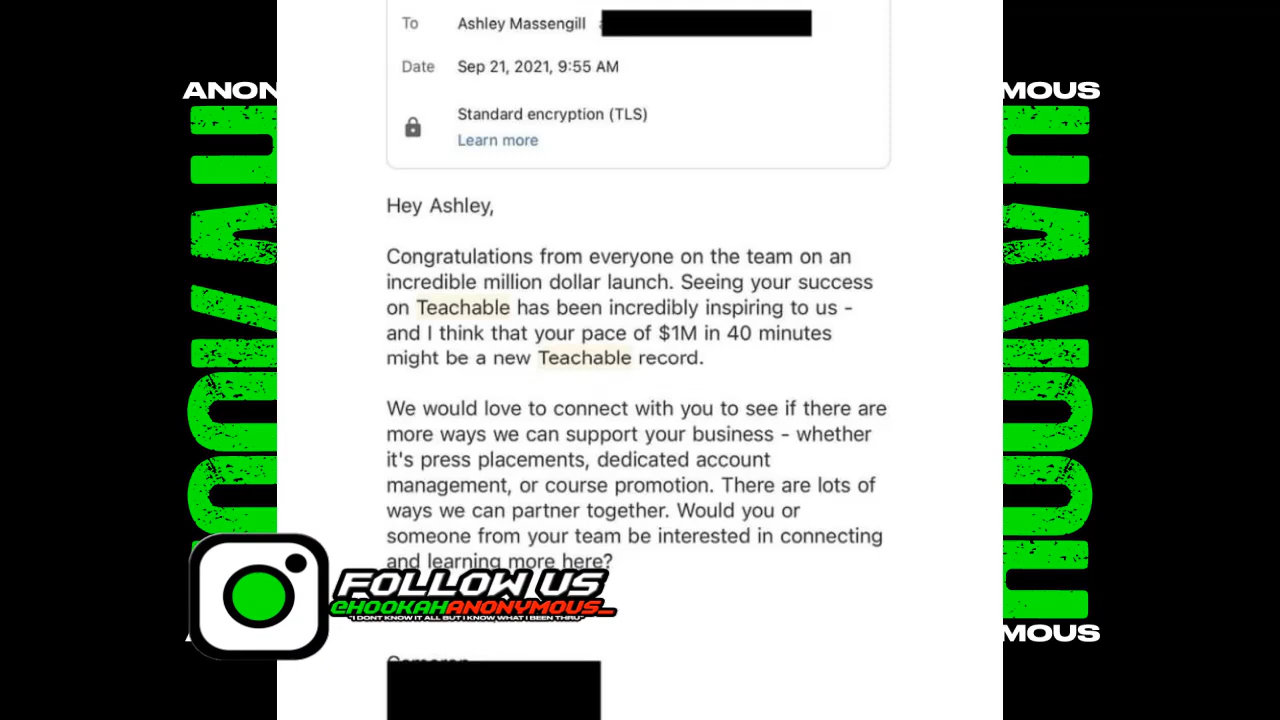 To Ashley Massengill
Date Sep 21, 2021, 9:55 AM
Standard encryption (TLS)
Learn more
Hey Ashley,
Congratulations from everyone on the team on an
incredible million dollar launch. Seeing your success
on Teachable has been incredibly inspiring to us -
and I think that your pace of $1M in 40 minutes
might be a new Teachable record.
We would love to connect with you to see if there are
more ways we can support your business - whether
it's press placements, dedicated account
management, or course promotion. There are lots of
ways we can partner together. Would you or
someone from your team be interested in connecting
and learning more here?
Cameron
ANON
MOUS
MOUS
FOLLOW US
@HOOKAHANONYMOUS_
"I DONT KNOW IT ALL BUT I KNOW WHAT I BEEN THRU"